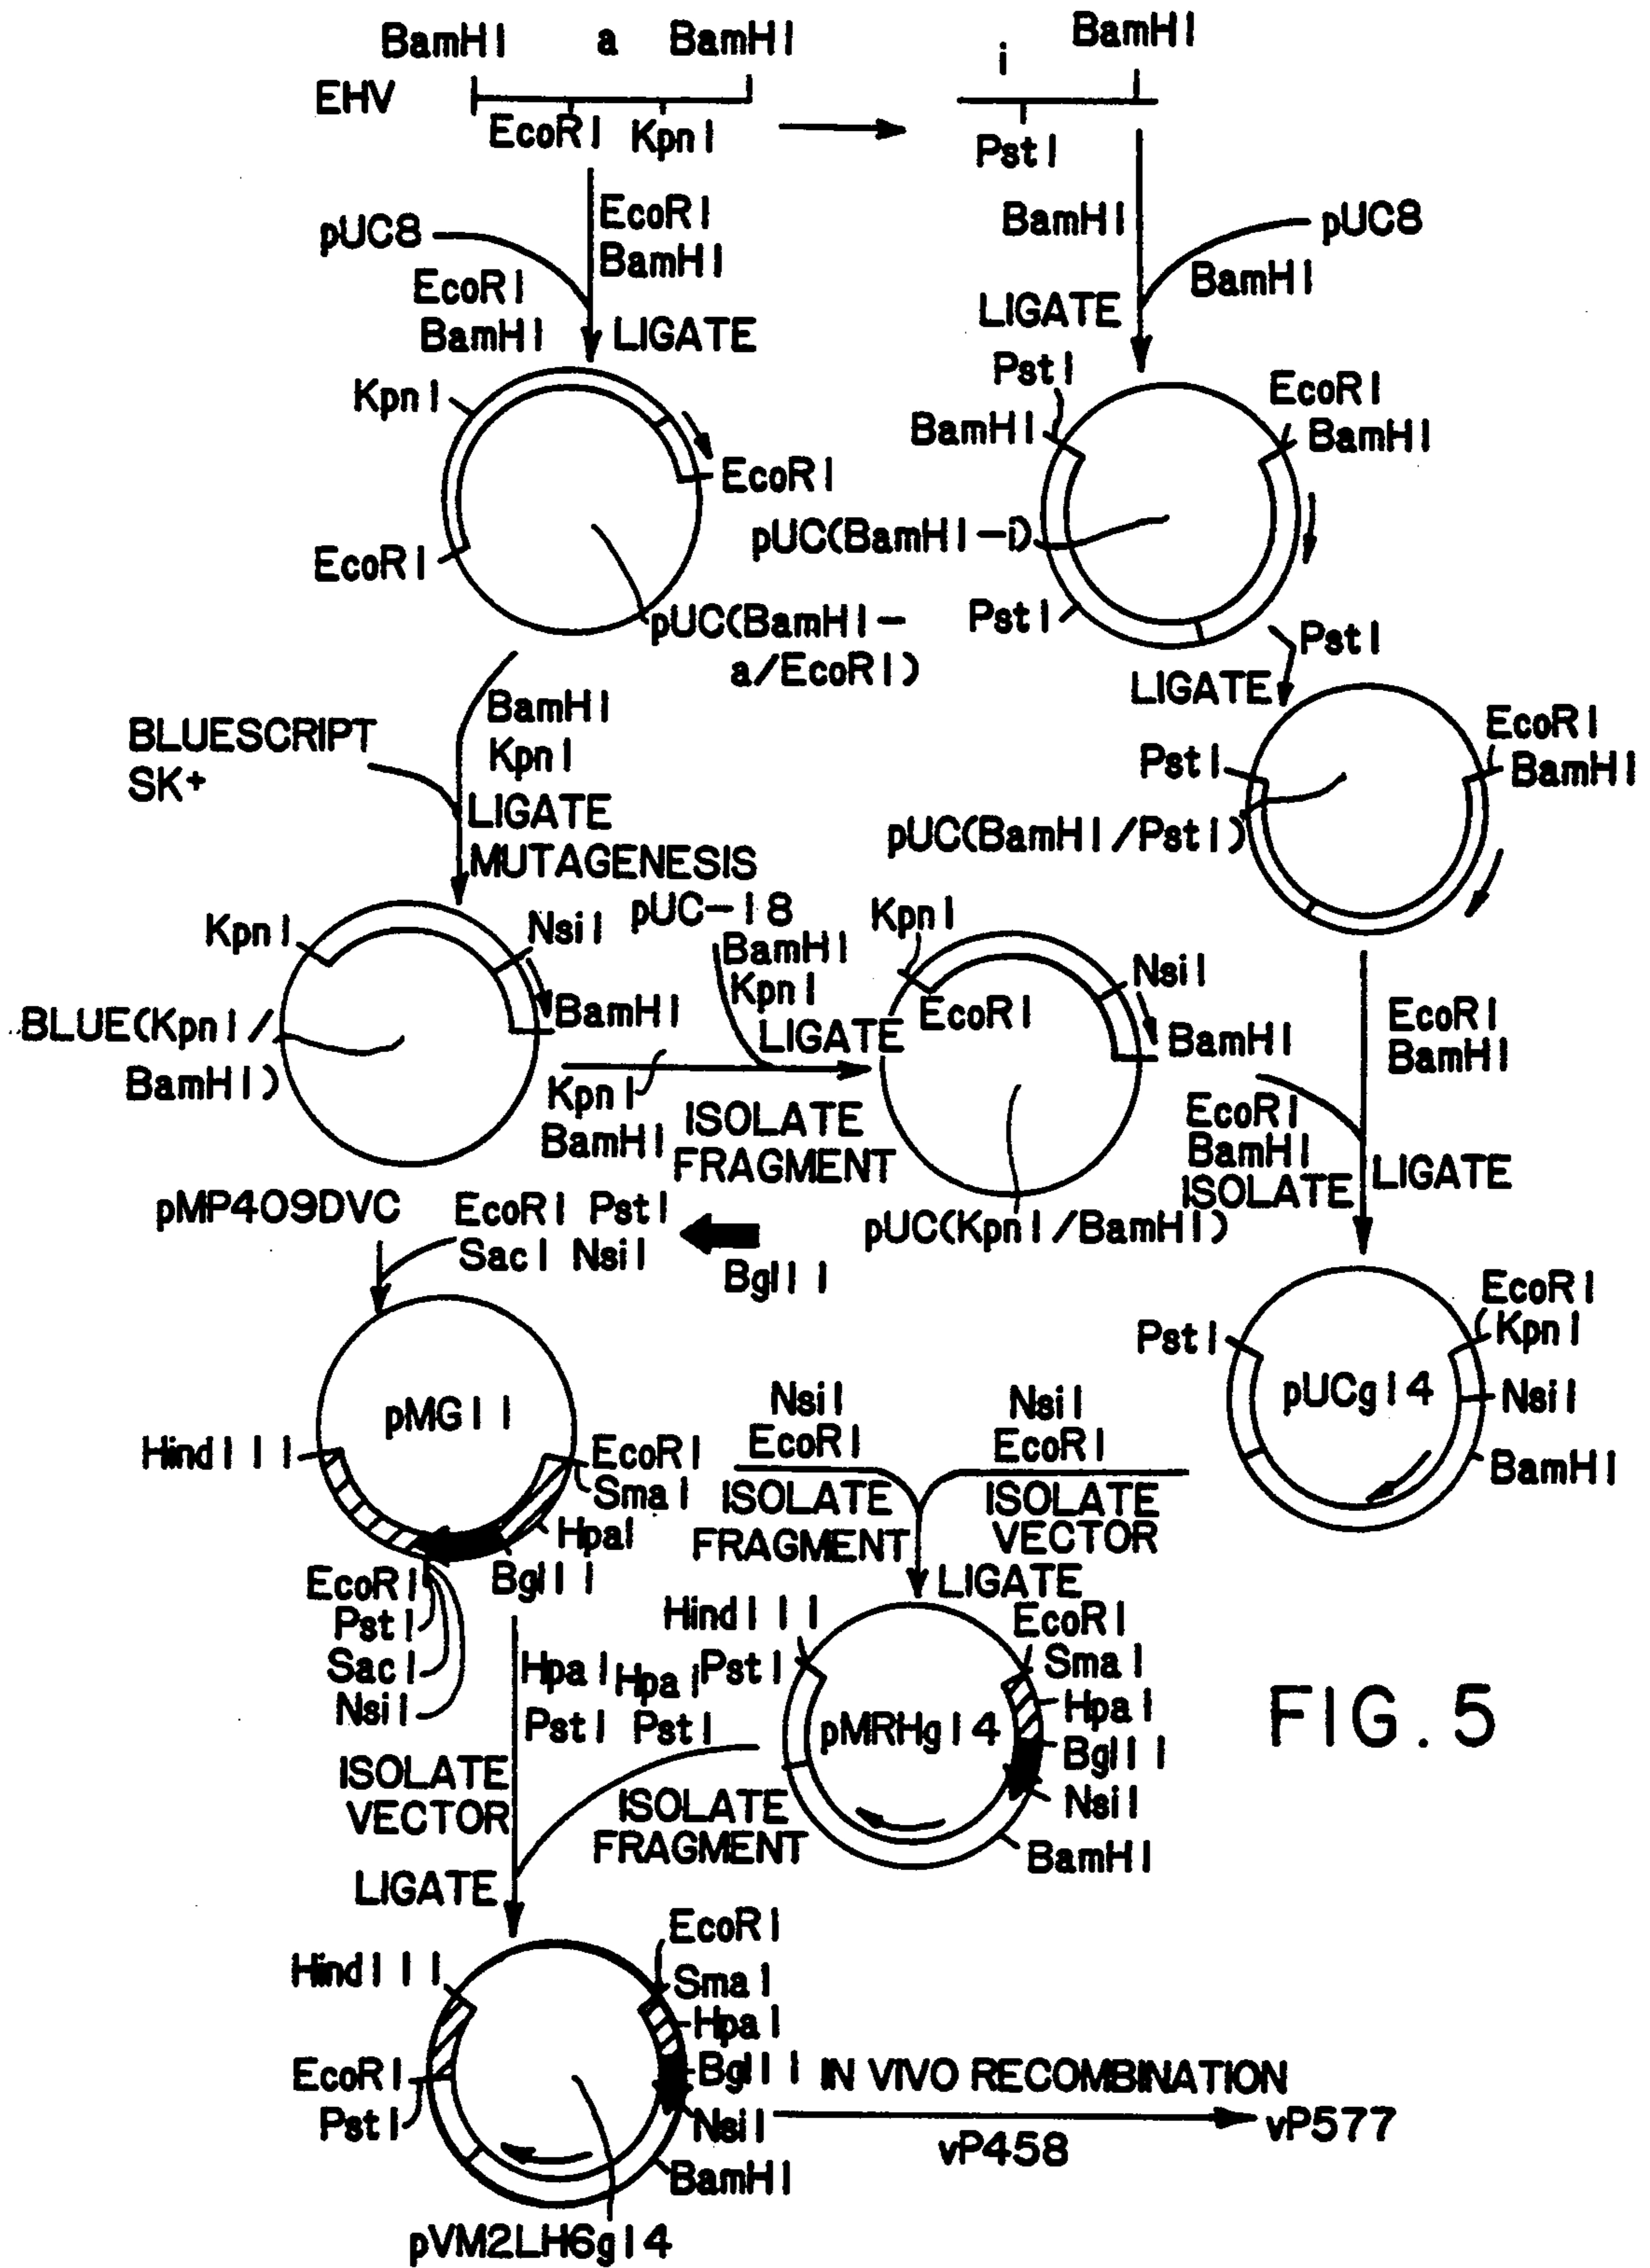 BamHI a BamHI
EHV
EcoRI KpnI
i BamHI
PstI
pUC8
EcoRI
BamHI
EcoRI
BamHI
LIGATE
BamHI
pUC8
BamHI
LIGATE
KpnI
EcoRI
EcoRI
pUC(BamHI-
a/EcoRI)
PstI
BamHI
EcoRI
BamHI
pUC(BamHI-i)
PstI
PstI
LIGATE
BLUESCRIPT
SK+
BamHI
KpnI
LIGATE
MUTAGENESIS
PstI
EcoRI
BamHI
pUC(BamHI/PstI)
KpnI
NsiI
BamHI
BLUE(KpnI/
BamHI)
pUC-18
BamHI
KpnI
LIGATE
KpnI
BamHI
ISOLATE
FRAGMENT
KpnI
EcoRI
NsiI
BamHI
pUC(KpnI/BamHI)
EcoRI
BamHI
EcoRI
BamHI
ISOLATE
LIGATE
pMP409DVC
EcoRI PstI
SacI NsiI
BglII
pMG11
HindIII
EcoRI
SmaI
HpaI
BglII
EcoRI
PstI
SacI
NsiI
PstI
EcoRI
KpnI
pUCg14
NsiI
BamHI
NsiI
EcoRI
ISOLATE
FRAGMENT
NsiI
EcoRI
ISOLATE
VECTOR
LIGATE
HpaI
PstI
HpaI
PstI
ISOLATE
VECTOR
LIGATE
ISOLATE
FRAGMENT
HindIII
PstI
EcoRI
SmaI
HpaI
BglII
NsiI
BamHI
pMRHg14
FIG. 5
HindIII
EcoRI
SmaI
HpaI
BglII
NsiI
BamHI
EcoRI
PstI
pVM2LH6g14
IN VIVO RECOMBINATION
vP458
vP577